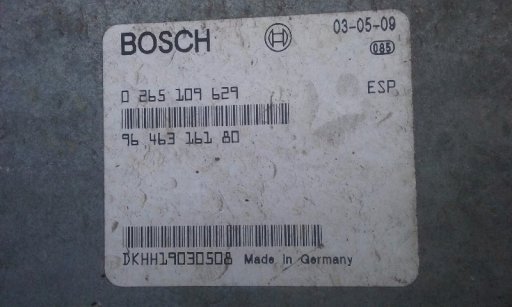 BOSCH
03-05-09
085
0 265 109 629
ESP
96 463 161 80
DKHH19030508 Made in Germany